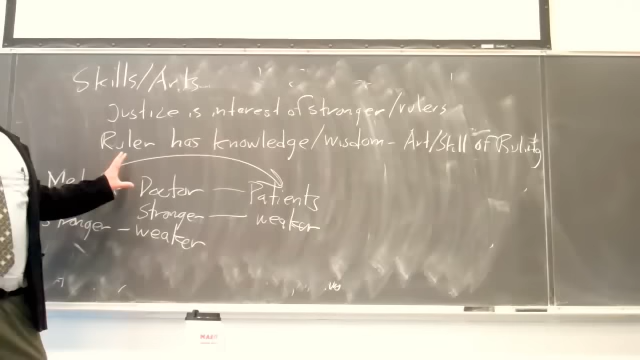 Skills/Arts
Justice is interest of stronger/rulers
Ruler has knowledge/wisdom - Art/Skill of Ruling
Doctor — Patients
Stronger — weaker
- weaker